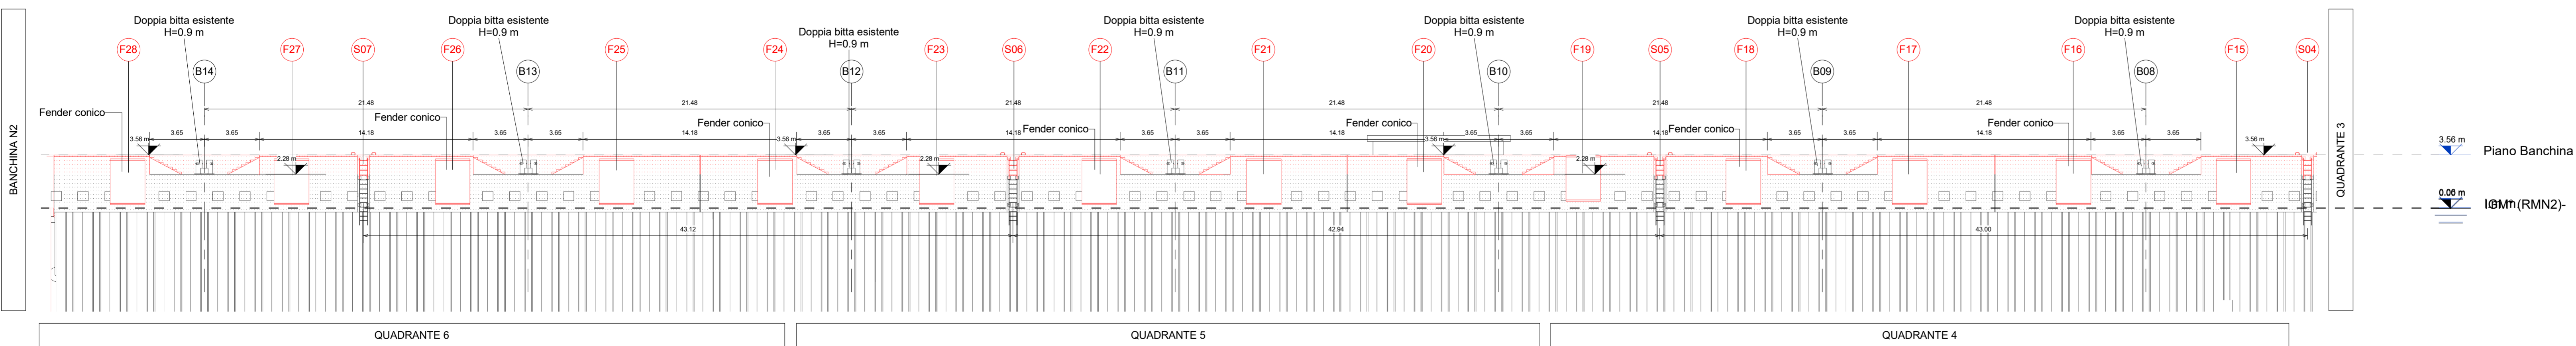 Doppia bitta esistente
H=0.9 m
Doppia bitta esistente
H=0.9 m
Doppia bitta esistente
H=0.9 m
Doppia bitta esistente
H=0.9 m
Doppia bitta esistente
H=0.9 m
Doppia bitta esistente
H=0.9 m
Doppia bitta esistente
H=0.9 m
F28 F27 S07 F26 F25 F24 F23 S06 F22 F21 F20 F19 S05 F18 F17 F16 F15 S04
B14 B13 B12 B11 B10 B09 B08
21.48 21.48 21.48 21.48 21.48 21.48
Fender conico Fender conico Fender conico Fender conico Fender conico Fender conico Fender conico
3.56 m 3.65 3.65 14.18 3.65 3.65 14.18 3.56 m 3.65 3.65 14.18 3.65 3.65 14.18 3.56 m 3.65 3.65 14.18 3.65 3.65 14.18 3.65 3.65 3.56 m
2.28 m 2.28 m 2.28 m
43.12 42.94 43.00
BANCHINA N2
QUADRANTE 3
3.56 m
Piano Banchina
QUADRANTE 6 QUADRANTE 5 QUADRANTE 4